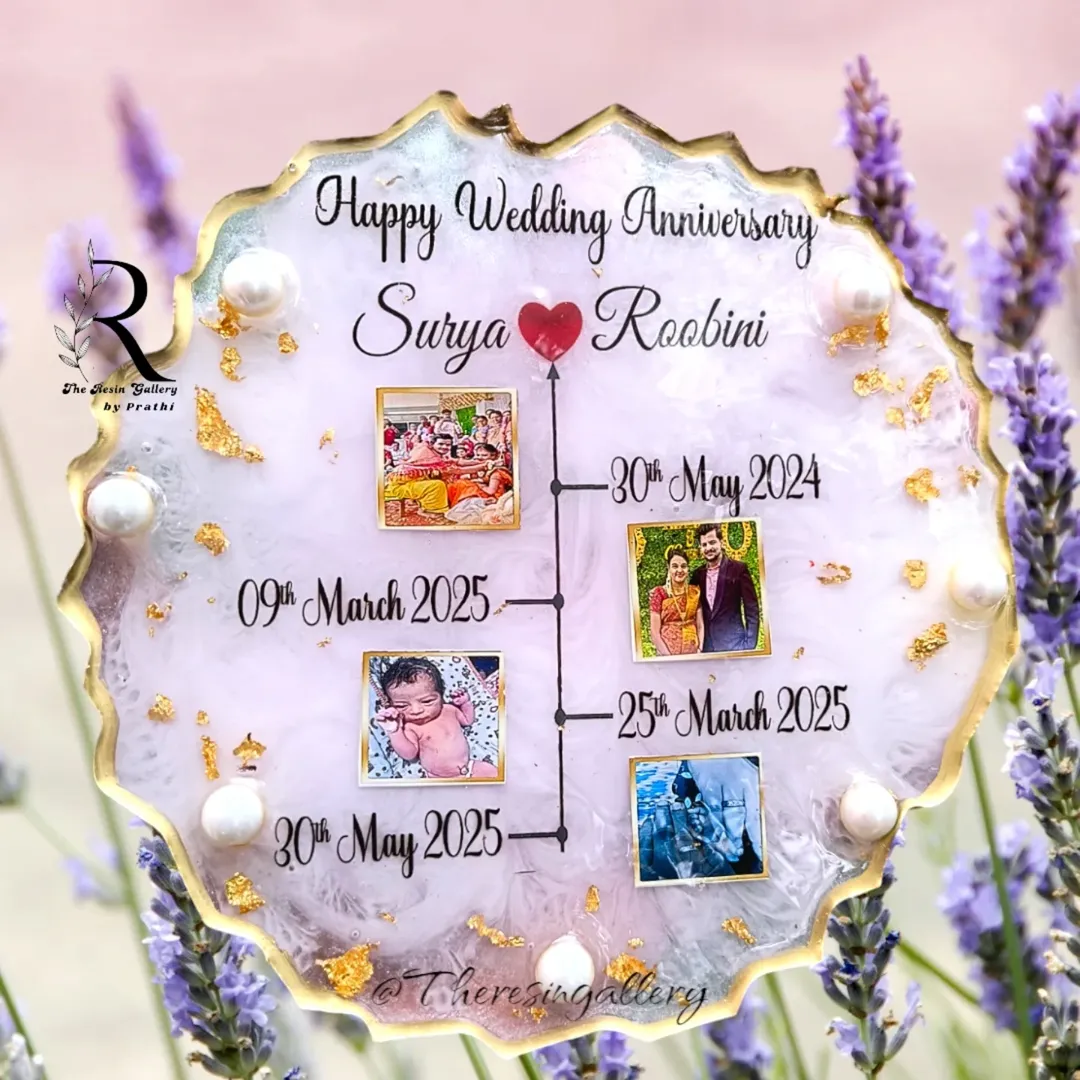 Happy Wedding Anniversary
Surya Roobini
R
The Resin Gallery
by Prathi
30th May 2024
09th March 2025
25th March 2025
30th May 2025
@Theresingallery